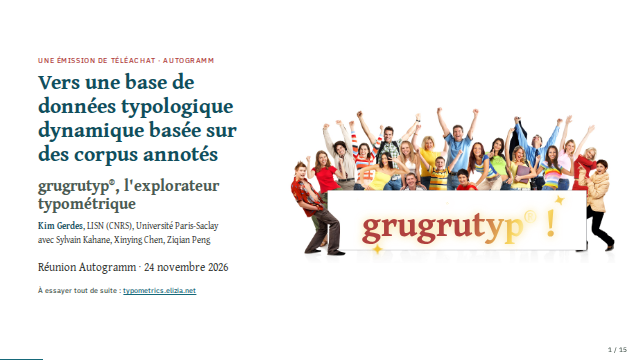 UNE ÉMISSION DE TÉLÉACHAT · AUTOGRAMM
Vers une base de
données typologique
dynamique basée sur
des corpus annotés
grugrutyp®, l'explorateur
typométrique
Kim Gerdes, LISN (CNRS), Université Paris-Saclay
avec Sylvain Kahane, Xinying Chen, Ziqian Peng
Réunion Autogramm · 24 novembre 2026
À essayer tout de suite : typometrics.elizia.net
grugrutyp® !
1 / 15